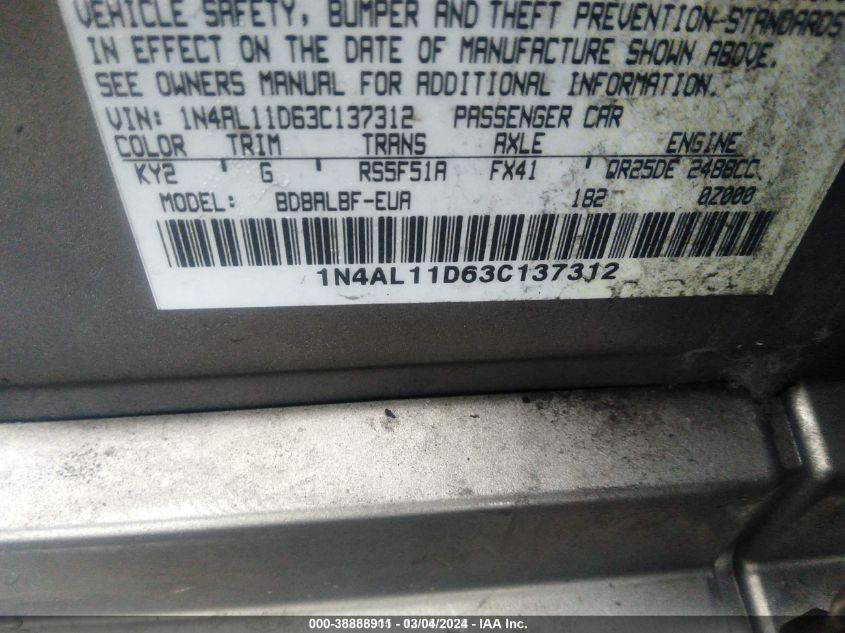 VEHICLE SAFETY, BUMPER AND THEFT PREVENTION-STANDARDS
IN EFFECT ON THE DATE OF MANUFACTURE SHOWN ABOVE.
SEE OWNERS MANUAL FOR ADDITIONAL INFORMATION.
VIN: 1N4AL11D63C137312 PASSENGER CAR
COLOR TRIM TRANS AXLE ENGINE
KY2 G RS5F51A FX41 QR25DE 2488CC
MODEL: BDBALBF-EUA 182 0Z000
1N4AL11D63C137312
000-38888911 - 03/04/2024 - IAA Inc.